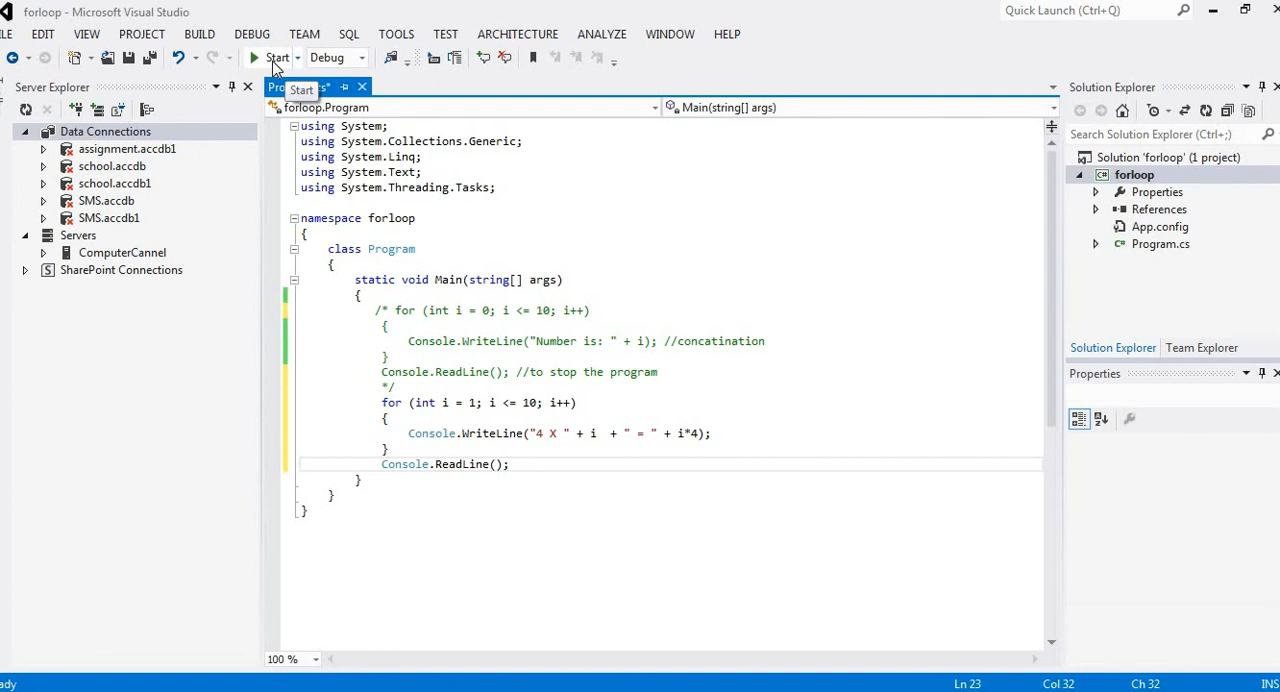 forloop - Microsoft Visual Studio
Quick Launch (Ctrl+Q)
ILE EDIT VIEW PROJECT BUILD DEBUG TEAM SQL TOOLS TEST ARCHITECTURE ANALYZE WINDOW HELP
Start Debug
Server Explorer
Start
Solution Explorer
forloop.Program
Main(string[] args)
Data Connections
assignment.accdb1
school.accdb
school.accdb1
SMS.accdb
SMS.accdb1
Servers
ComputerCannel
SharePoint Connections
using System;
using System.Collections.Generic;
using System.Linq;
using System.Text;
using System.Threading.Tasks;
namespace forloop
{
class Program
{
static void Main(string[] args)
{
/* for (int i = 0; i <= 10; i++)
{
Console.WriteLine("Number is: " + i); //concatination
}
Console.ReadLine(); //to stop the program
*/
for (int i = 1; i <= 10; i++)
{
Console.WriteLine("4 X " + i  + " = " + i*4);
}
Console.ReadLine();
}
}
}
100 %
Search Solution Explorer (Ctrl+;)
Solution 'forloop' (1 project)
forloop
Properties
References
App.config
Program.cs
Solution Explorer Team Explorer
Properties
ady
Ln 23 Col 32 Ch 32 INS